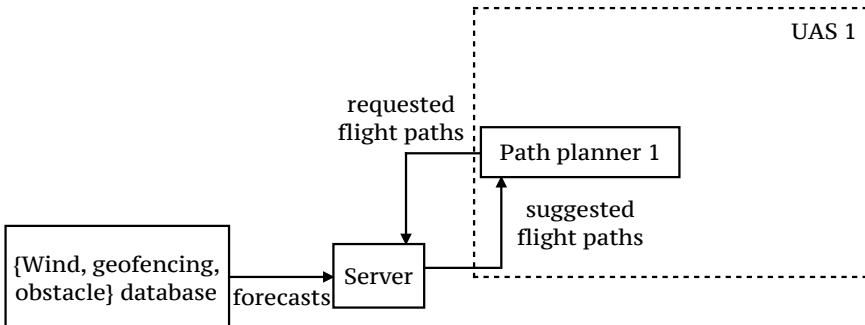 UAS 1
requested
flight paths
Path planner 1
suggested
flight paths
{Wind, geofencing,
obstacle} database
forecasts
Server